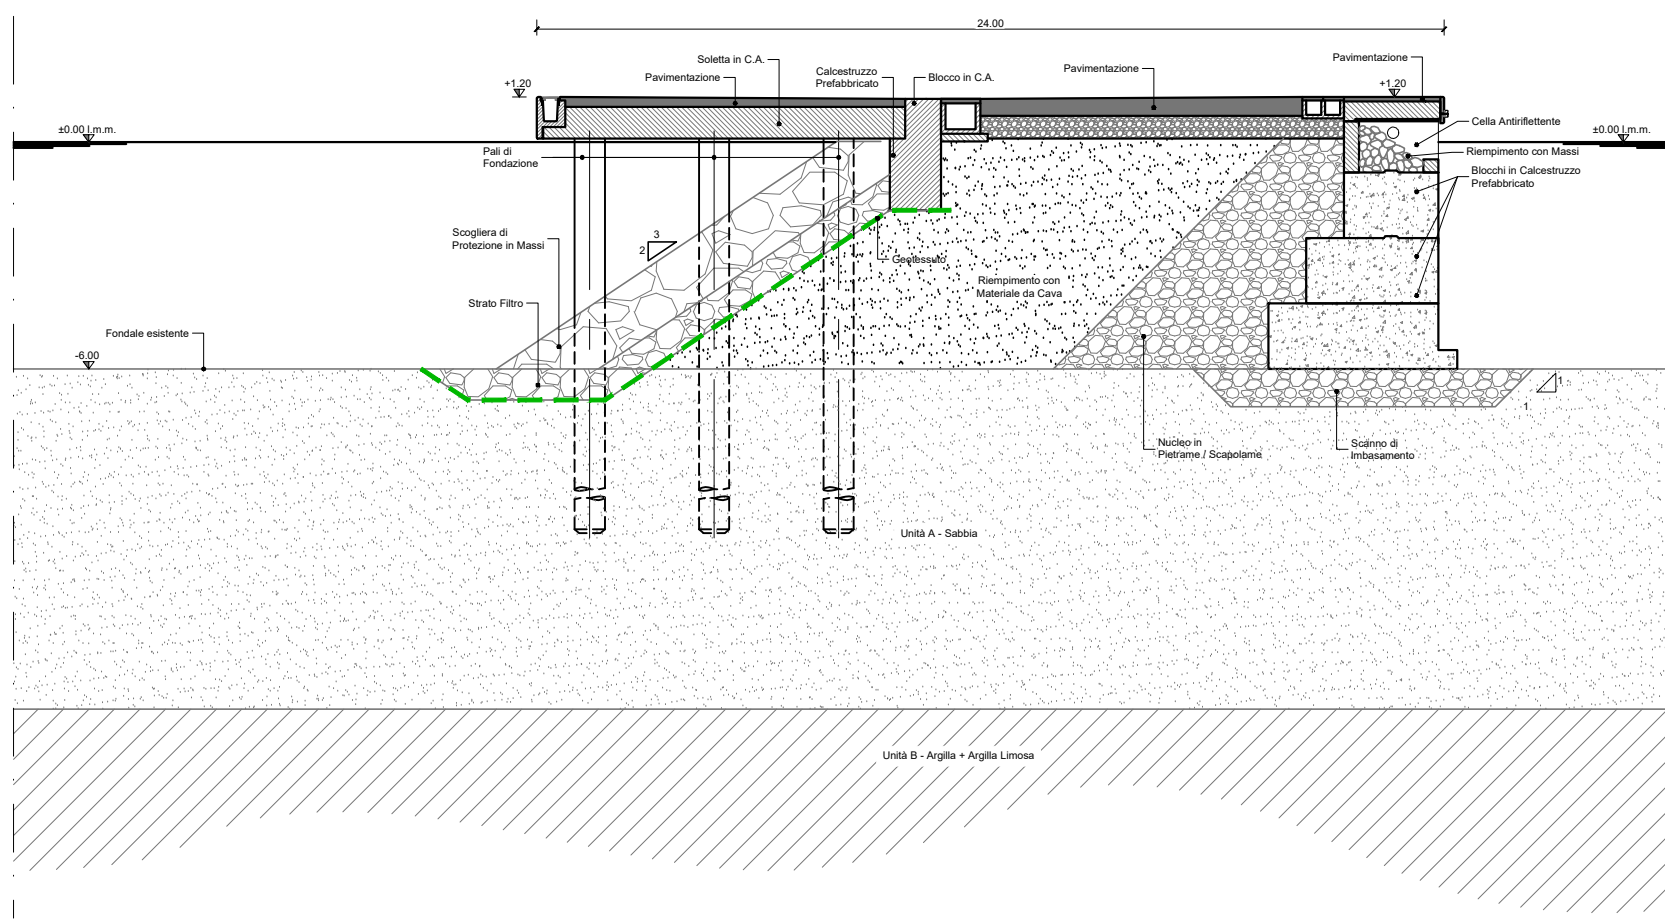 24.00
Soletta in C.A.
Pavimentazione
Calcestruzzo
Prefabbricato
Blocco in C.A.
Pavimentazione
Pavimentazione
+1.20
+1.20
±0.00 l.m.m.
±0.00 l.m.m.
Cella Antiriflettente
Riempimento con Massi
Blocchi in Calcestruzzo
Prefabbricato
Pali di
Fondazione
Scogliera di
Protezione in Massi
3
2
Geotessuto
Riempimento con
Materiale da Cava
Strato Filtro
Fondale esistente
-6.00
1
1
Nucleo in
Pietrame / Scapolame
Scanno di
Imbasamento
Unità A - Sabbia
Unità B - Argilla + Argilla Limosa